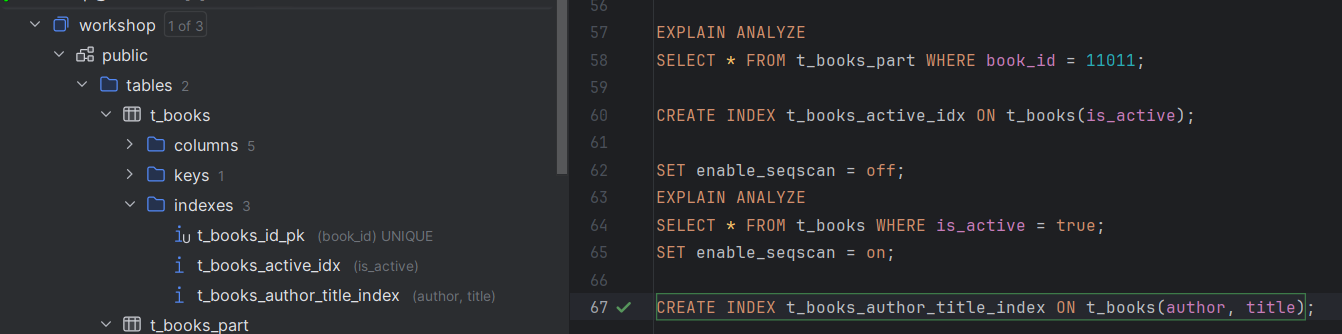 workshop 1 of 3
public
tables 2
t_books
columns 5
keys 1
indexes 3
t_books_id_pk (book_id) UNIQUE
t_books_active_idx (is_active)
t_books_author_title_index (author, title)
t_books_part
56
57 EXPLAIN ANALYZE
58 SELECT * FROM t_books_part WHERE book_id = 11011;
59
60 CREATE INDEX t_books_active_idx ON t_books(is_active);
61
62 SET enable_seqscan = off;
63 EXPLAIN ANALYZE
64 SELECT * FROM t_books WHERE is_active = true;
65 SET enable_seqscan = on;
66
67 CREATE INDEX t_books_author_title_index ON t_books(author, title);